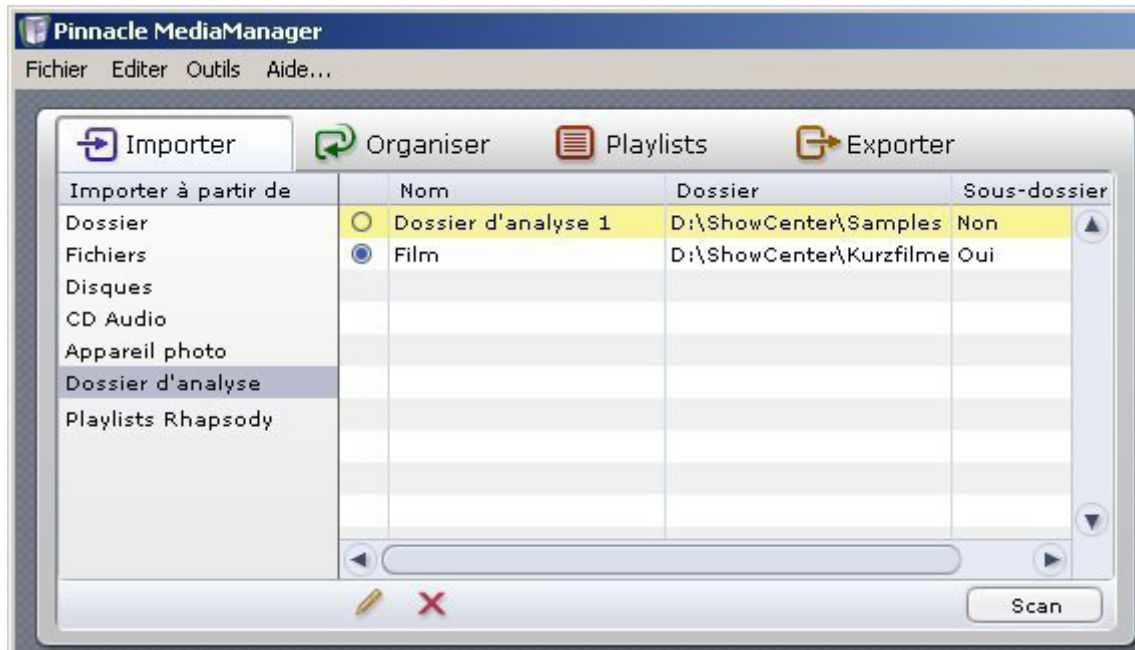 Pinnacle MediaManager
Fichier Editer Outils Aide...
Importer Organiser Playlists Exporter
Importer à partir de Nom Dossier Sous-dossier
Dossier Dossier d'analyse 1 D:\ShowCenter\Samples Non
Fichiers Film D:\ShowCenter\Kurzfilme Oui
Disques
CD Audio
Appareil photo
Dossier d'analyse
Playlists Rhapsody
Scan